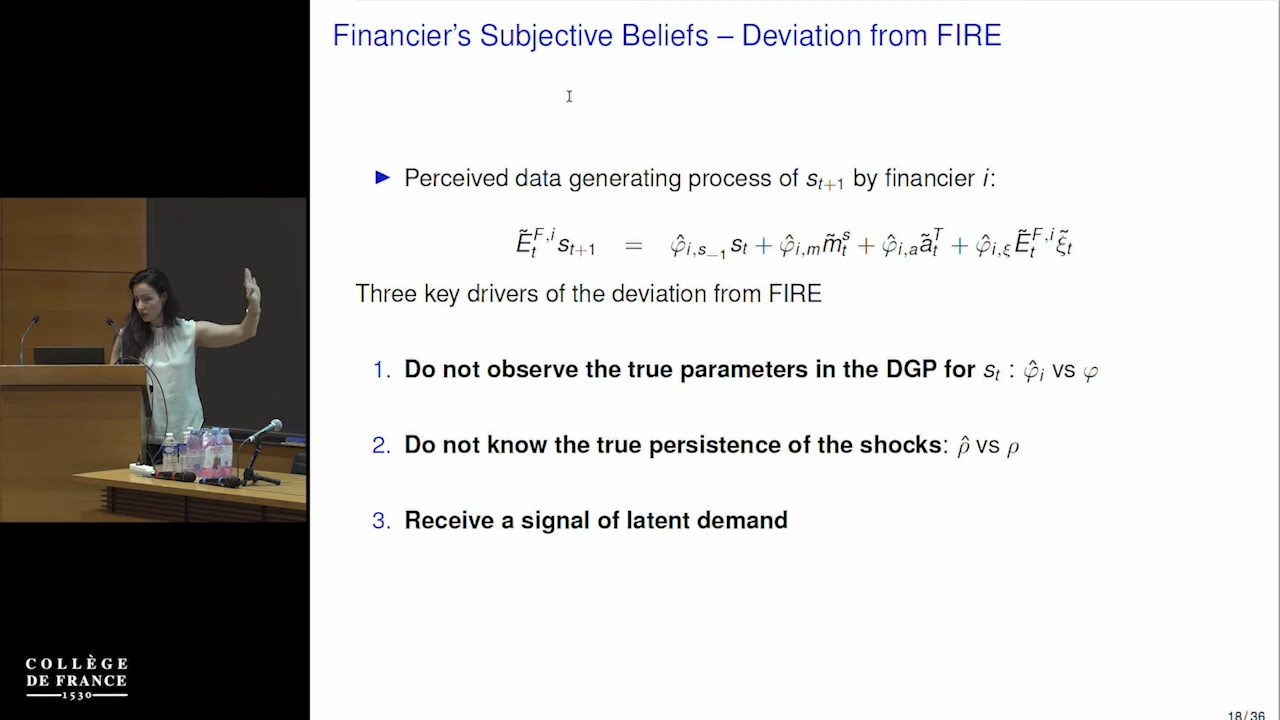 Financier's Subjective Beliefs – Deviation from FIRE
▶ Perceived data generating process of s_{t+1} by financier i:
Ẽ_t^{F,i} s_{t+1} = φ̂_{i,s_{-1}} s_t + φ̂_{i,m} m̃_t^s + φ̂_{i,a} ã_t^T + φ̂_{i,ξ} Ẽ_t^{F,i} ξ̃_t
Three key drivers of the deviation from FIRE
1. Do not observe the true parameters in the DGP for s_t : φ̂_i vs φ
2. Do not know the true persistence of the shocks: ρ̂ vs ρ
3. Receive a signal of latent demand
COLLÈGE
DE FRANCE
1530
18/36